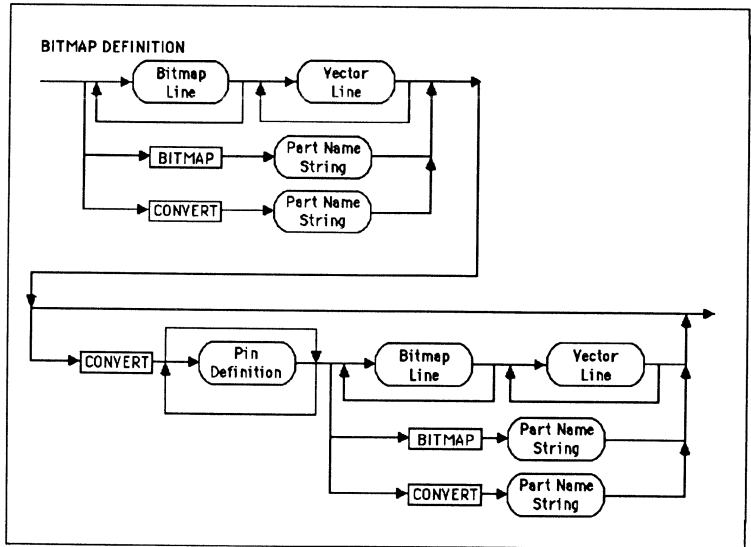 BITMAP DEFINITION
Bitmap
Line
Vector
Line
BITMAP
Part Name
String
CONVERT
Part Name
String
CONVERT
Pin
Definition
Bitmap
Line
Vector
Line
BITMAP
Part Name
String
CONVERT
Part Name
String